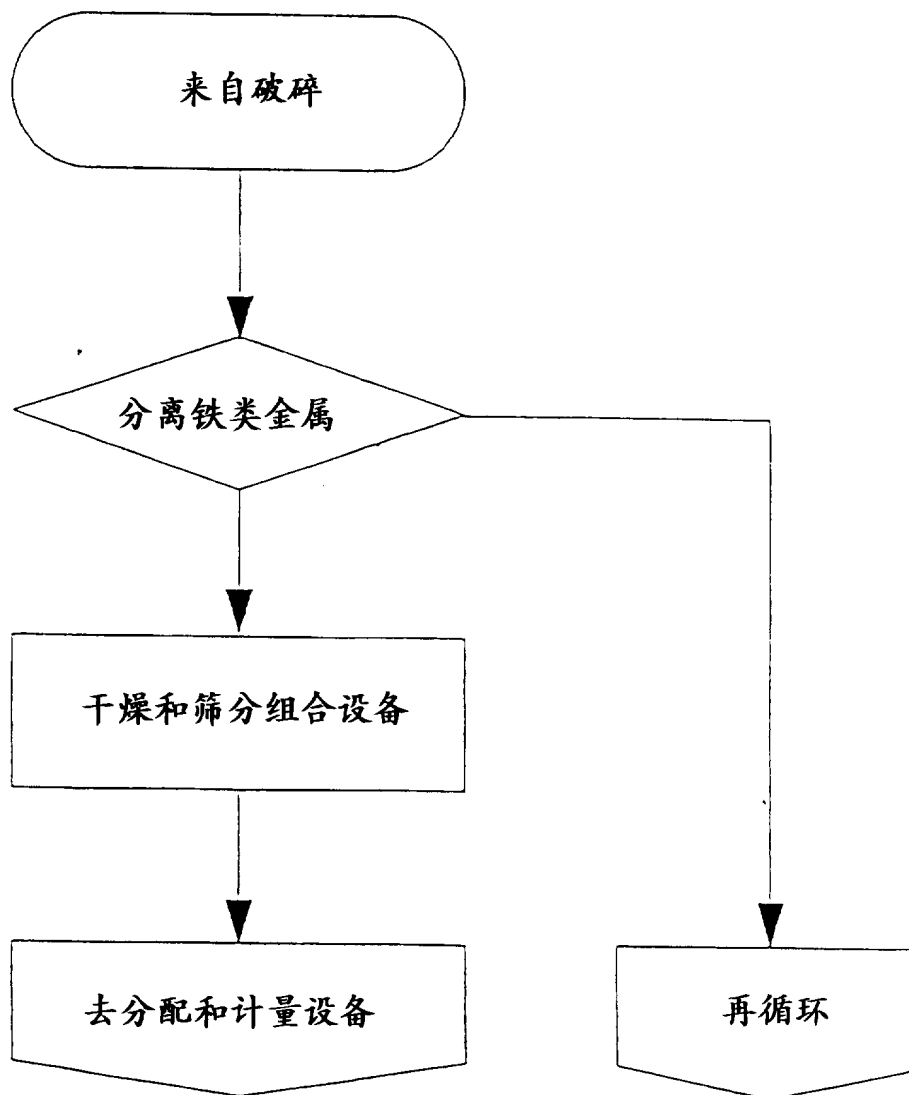 来自破碎
分离铁类金属
干燥和筛分组合设备
去分配和计量设备
再循环